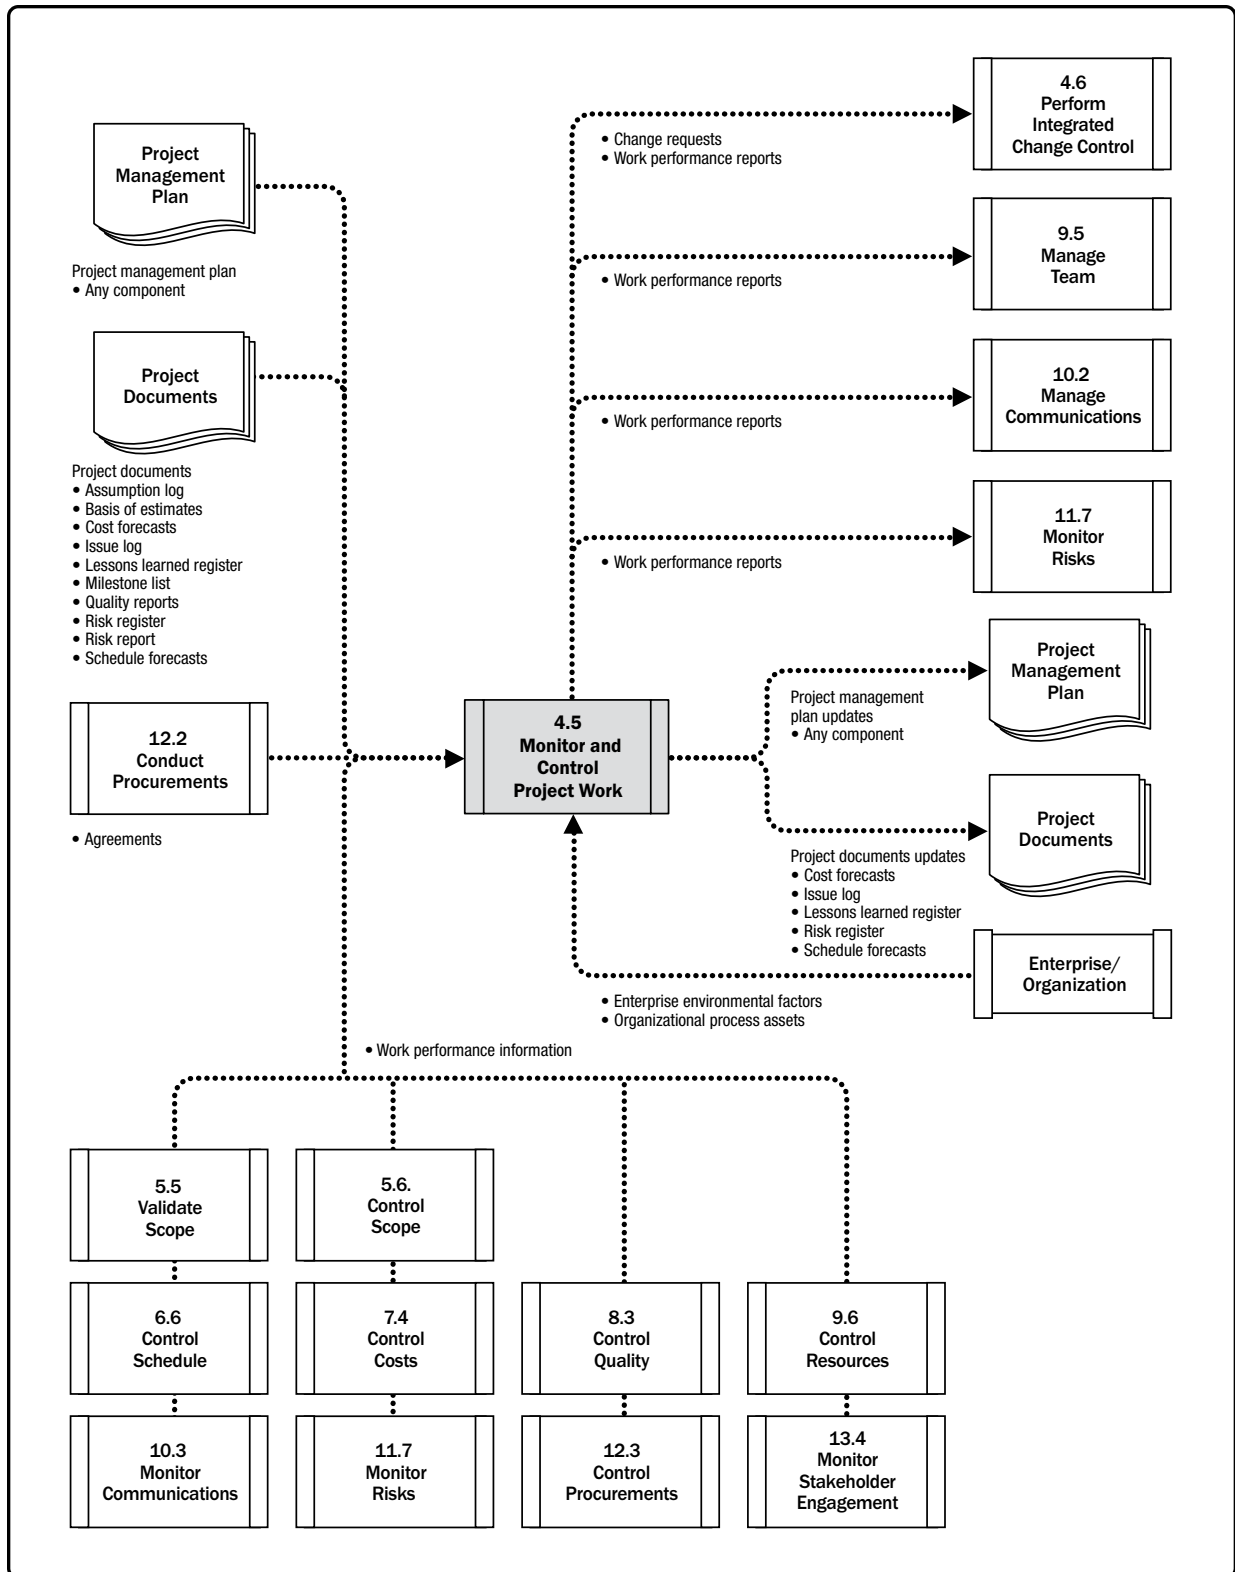 Project
Management
Plan
Project management plan
• Any component
Project
Documents
Project documents
• Assumption log
• Basis of estimates
• Cost forecasts
• Issue log
• Lessons learned register
• Milestone list
• Quality reports
• Risk register
• Risk report
• Schedule forecasts
12.2
Conduct
Procurements
• Agreements
4.6
Perform
Integrated
Change Control
• Change requests
• Work performance reports
9.5
Manage
Team
• Work performance reports
10.2
Manage
Communications
• Work performance reports
11.7
Monitor
Risks
• Work performance reports
4.5
Monitor and
Control
Project Work
Project
Management
Plan
Project management
plan updates
• Any component
Project
Documents
Project documents updates
• Cost forecasts
• Issue log
• Lessons learned register
• Risk register
• Schedule forecasts
Enterprise/
Organization
• Enterprise environmental factors
• Organizational process assets
• Work performance information
5.5
Validate
Scope
5.6.
Control
Scope
6.6
Control
Schedule
7.4
Control
Costs
8.3
Control
Quality
9.6
Control
Resources
10.3
Monitor
Communications
11.7
Monitor
Risks
12.3
Control
Procurements
13.4
Monitor
Stakeholder
Engagement